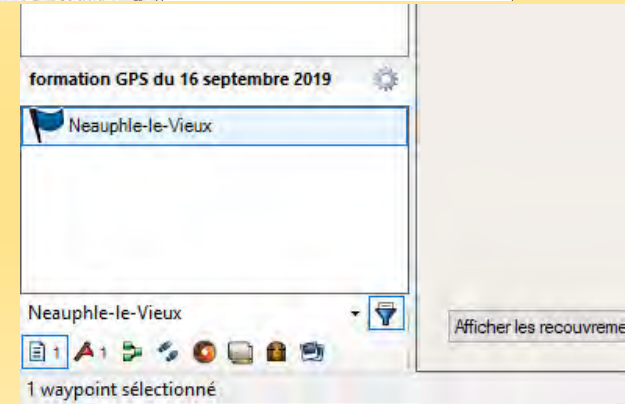 formation GPS du 16 septembre 2019
Neauphle-le-Vieux
Neauphle-le-Vieux
Afficher les recouvreme
1 1
1 waypoint sélectionné